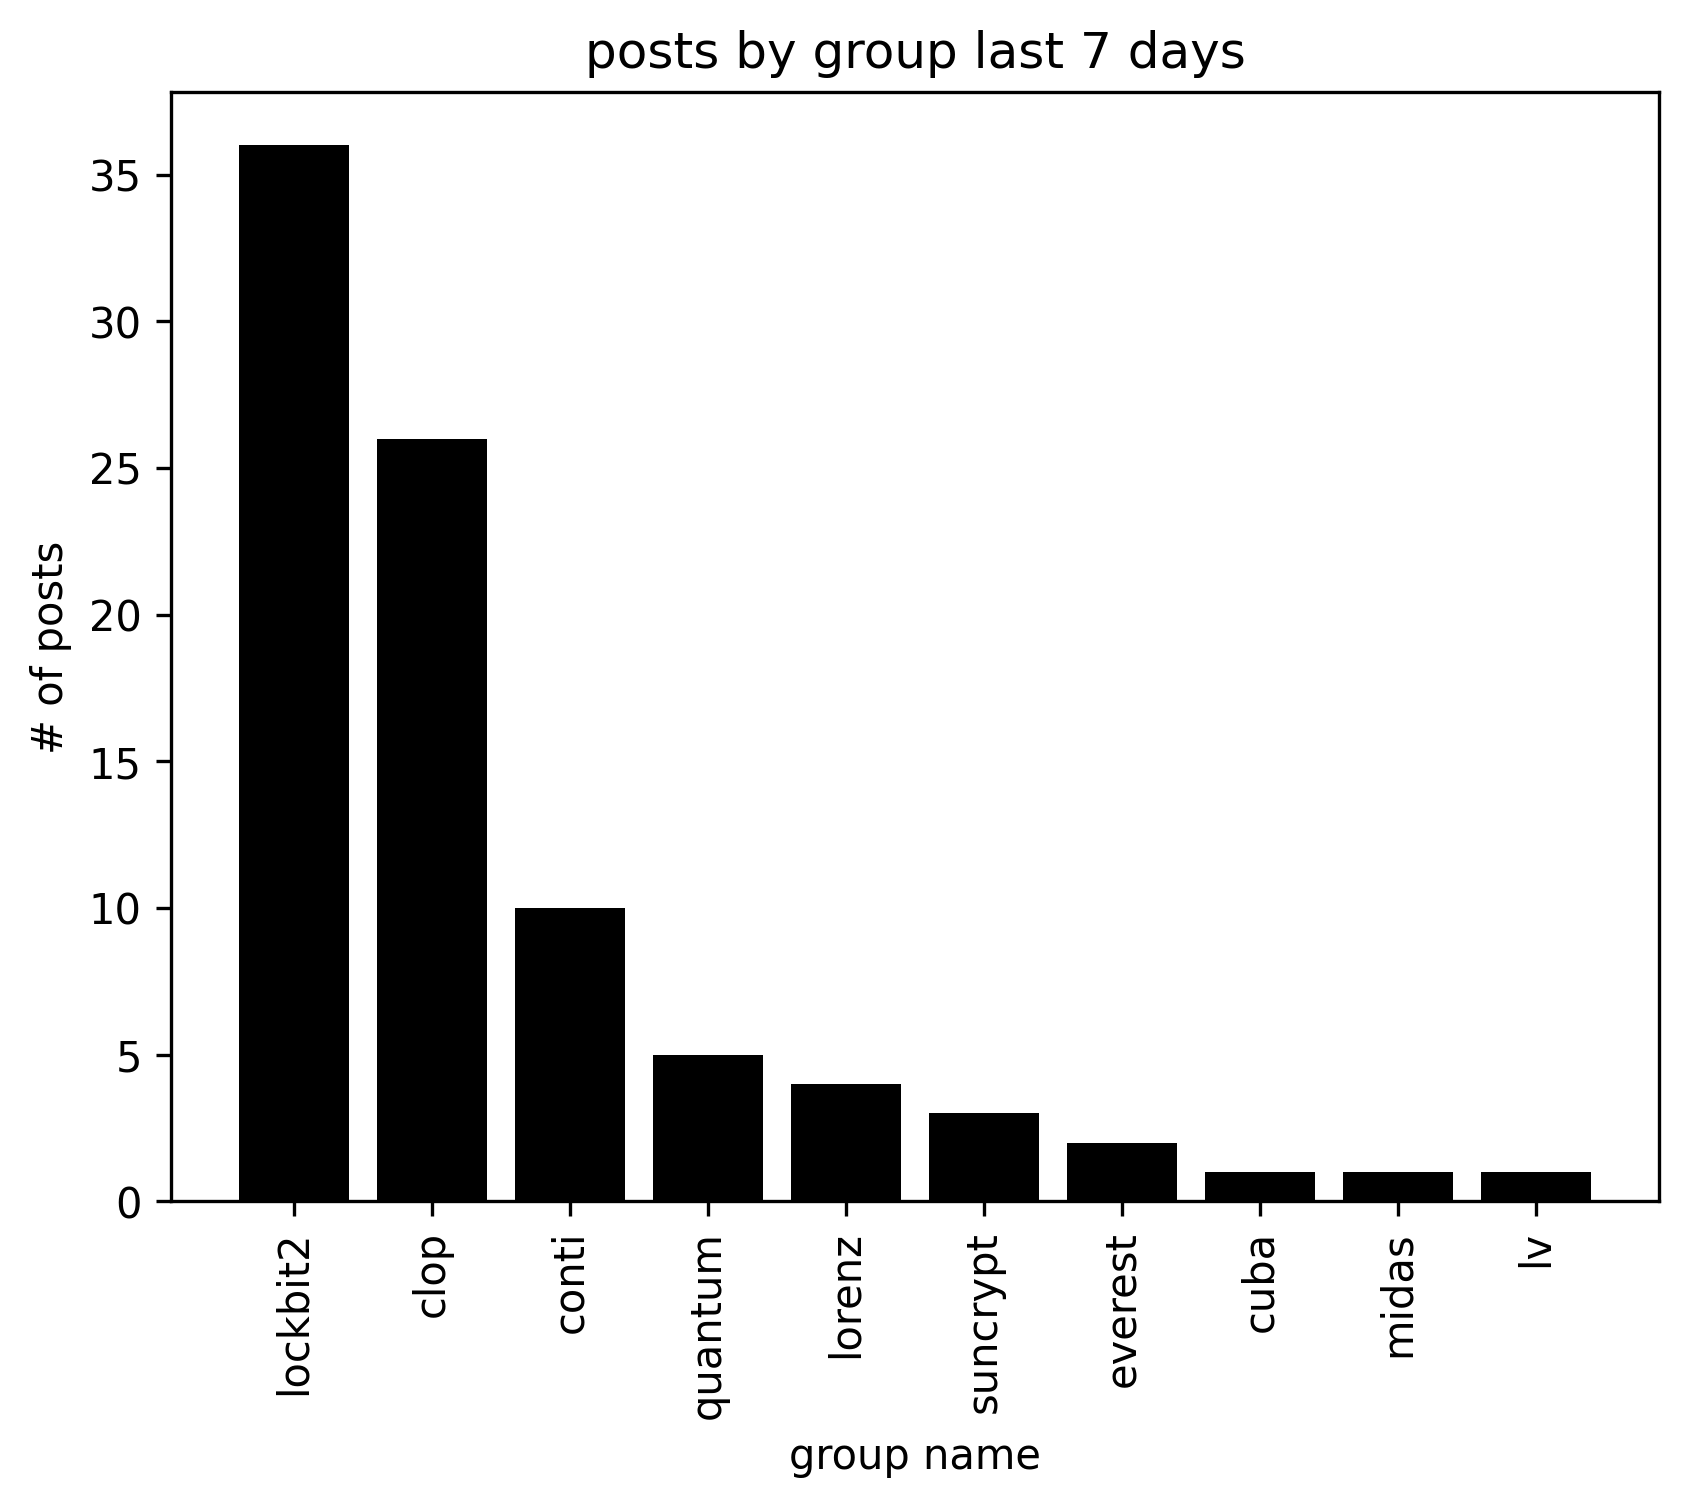 posts by group last 7 days
35
30
25
20
15
10
5
0
# of posts
lockbit2
clop
conti
quantum
lorenz
suncrypt
everest
cuba
midas
lv
group name